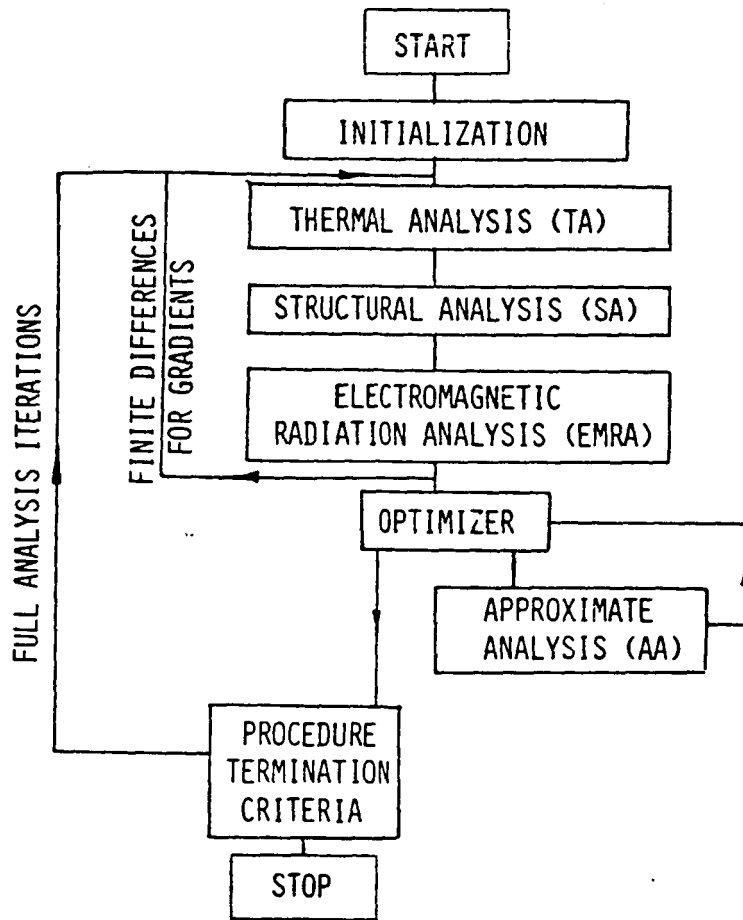 START
INITIALIZATION
THERMAL ANALYSIS (TA)
STRUCTURAL ANALYSIS (SA)
ELECTROMAGNETIC
RADIATION ANALYSIS (EMRA)
OPTIMIZER
APPROXIMATE
ANALYSIS (AA)
PROCEDURE
TERMINATION
CRITERIA
STOP
FULL ANALYSIS ITERATIONS
FINITE DIFFERENCES
FOR GRADIENTS